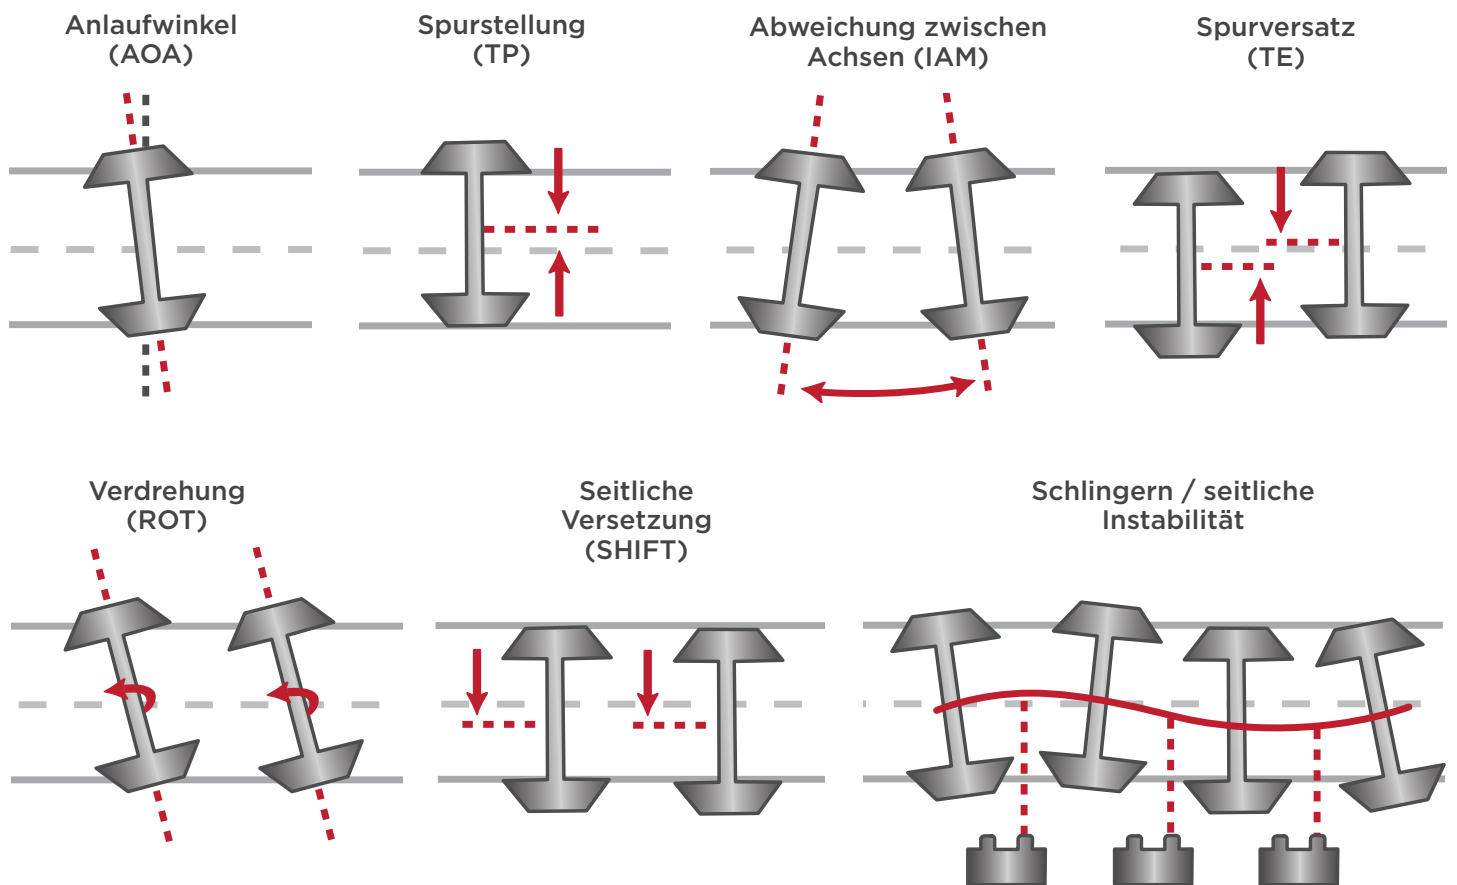 Anlaufwinkel
(AOA)
Spurstellung
(TP)
Abweichung zwischen
Achsen (IAM)
Spurversatz
(TE)
Verdrehung
(ROT)
Seitliche
Versetzung
(SHIFT)
Schlingern / seitliche
Instabilität